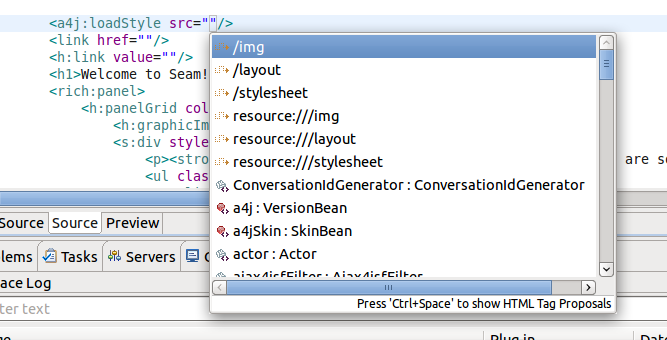 <a4j:loadStyle src=""/>
<link href=""/>
<h:link value=""/>
<h1>Welcome to Seam!
<rich:panel>
<h:panelGrid col
<h:graphicIm
<s:div style
<p><stro
are se
<ul clas
/img
/layout
/stylesheet
resource:///img
resource:///layout
resource:///stylesheet
ConversationIdGenerator : ConversationIdGenerator
a4j : VersionBean
a4jSkin : SkinBean
actor : Actor
ajax4jsfFilter : Ajax4jsfFilter
Press 'Ctrl+Space' to show HTML Tag Proposals
Source Source Preview
blems Tasks Servers
ace Log
ter text
Plug-in Date